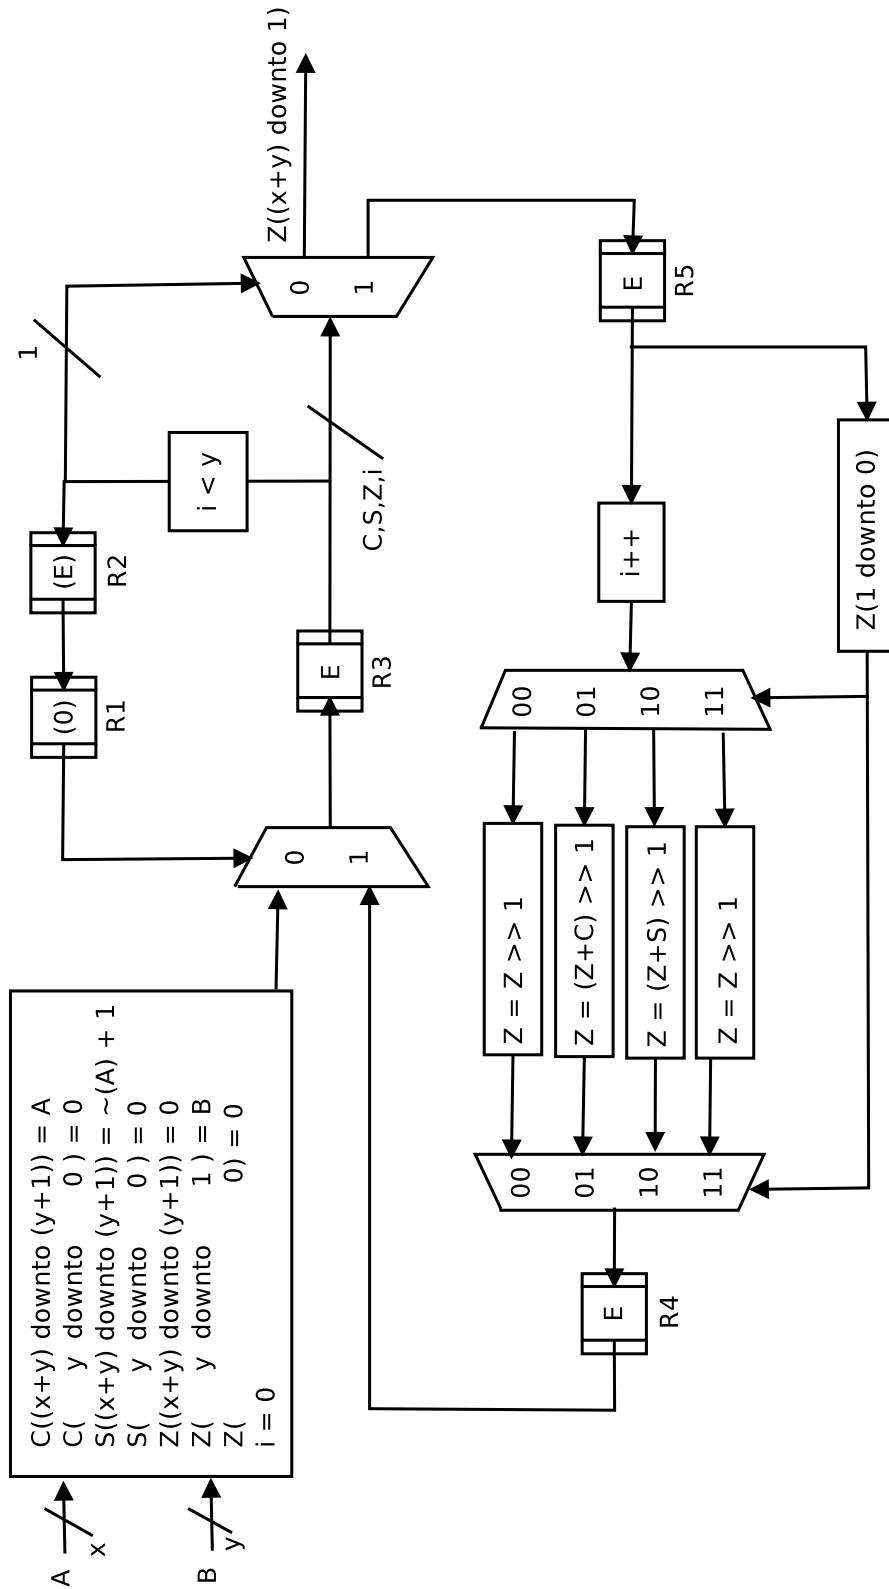 A
x
B
y
C((x+y) downto (y+1)) = A
C( y downto 0 ) = 0
S((x+y) downto (y+1)) = ~(A) + 1
S( y downto 0 ) = 0
Z((x+y) downto (y+1)) = 0
Z( y downto 1 ) = B
Z( 0) = 0
i = 0
0
1
(0)
R1
(E)
R2
E
R3
i < y
1
C,S,Z,i
0
1
Z((x+y) downto 1)
E
R5
i++
Z(1 downto 0)
00
01
10
11
Z = Z >> 1
Z = (Z+C) >> 1
Z = (Z+S) >> 1
Z = Z >> 1
00
01
10
11
E
R4